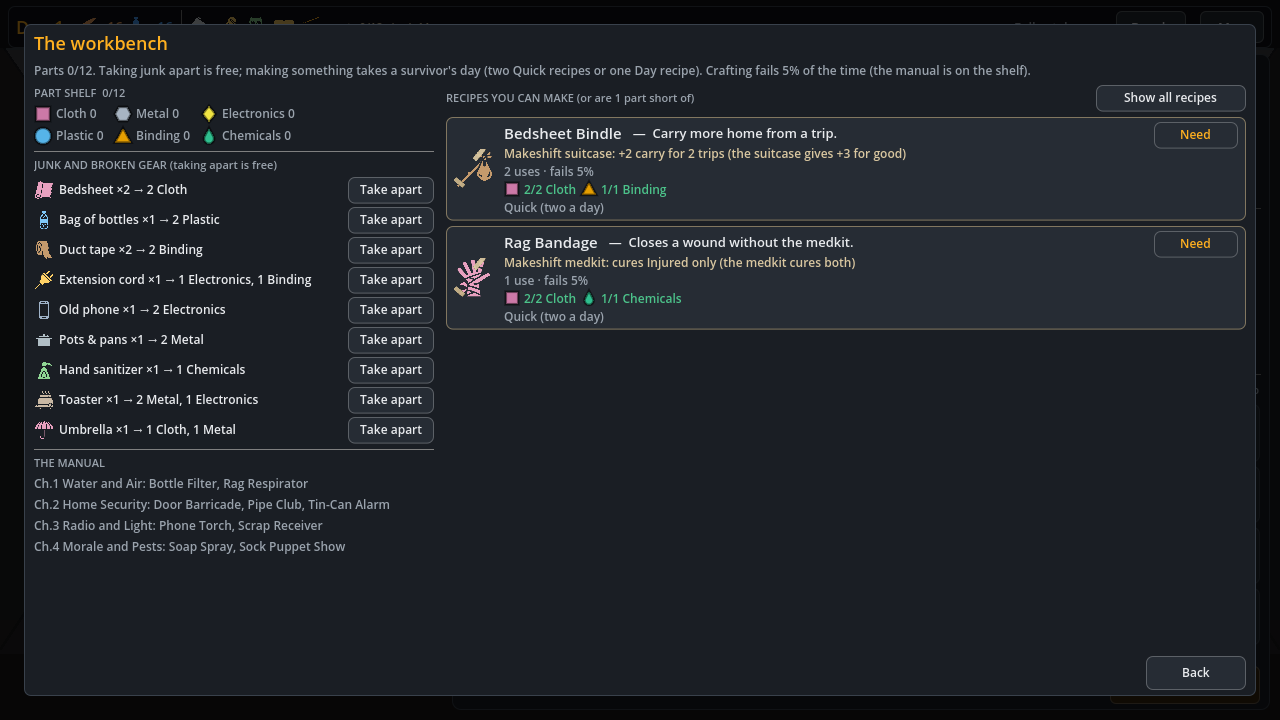 The workbench
Parts 0/12. Taking junk apart is free; making something takes a survivor's day (two Quick recipes or one Day recipe). Crafting fails 5% of the time (the manual is on the shelf).
PART SHELF 0/12
Cloth 0 Metal 0 Electronics 0
Plastic 0 Binding 0 Chemicals 0
JUNK AND BROKEN GEAR (taking apart is free)
Bedsheet ×2 → 2 Cloth Take apart
Bag of bottles ×1 → 2 Plastic Take apart
Duct tape ×2 → 2 Binding Take apart
Extension cord ×1 → 1 Electronics, 1 Binding Take apart
Old phone ×1 → 2 Electronics Take apart
Pots & pans ×1 → 2 Metal Take apart
Hand sanitizer ×1 → 1 Chemicals Take apart
Toaster ×1 → 2 Metal, 1 Electronics Take apart
Umbrella ×1 → 1 Cloth, 1 Metal Take apart
THE MANUAL
Ch.1 Water and Air: Bottle Filter, Rag Respirator
Ch.2 Home Security: Door Barricade, Pipe Club, Tin-Can Alarm
Ch.3 Radio and Light: Phone Torch, Scrap Receiver
Ch.4 Morale and Pests: Soap Spray, Sock Puppet Show
RECIPES YOU CAN MAKE (or are 1 part short of) Show all recipes
Bedsheet Bindle — Carry more home from a trip. Need
Makeshift suitcase: +2 carry for 2 trips (the suitcase gives +3 for good)
2 uses · fails 5%
2/2 Cloth 1/1 Binding
Quick (two a day)
Rag Bandage — Closes a wound without the medkit. Need
Makeshift medkit: cures Injured only (the medkit cures both)
1 use · fails 5%
2/2 Cloth 1/1 Chemicals
Quick (two a day)
Back